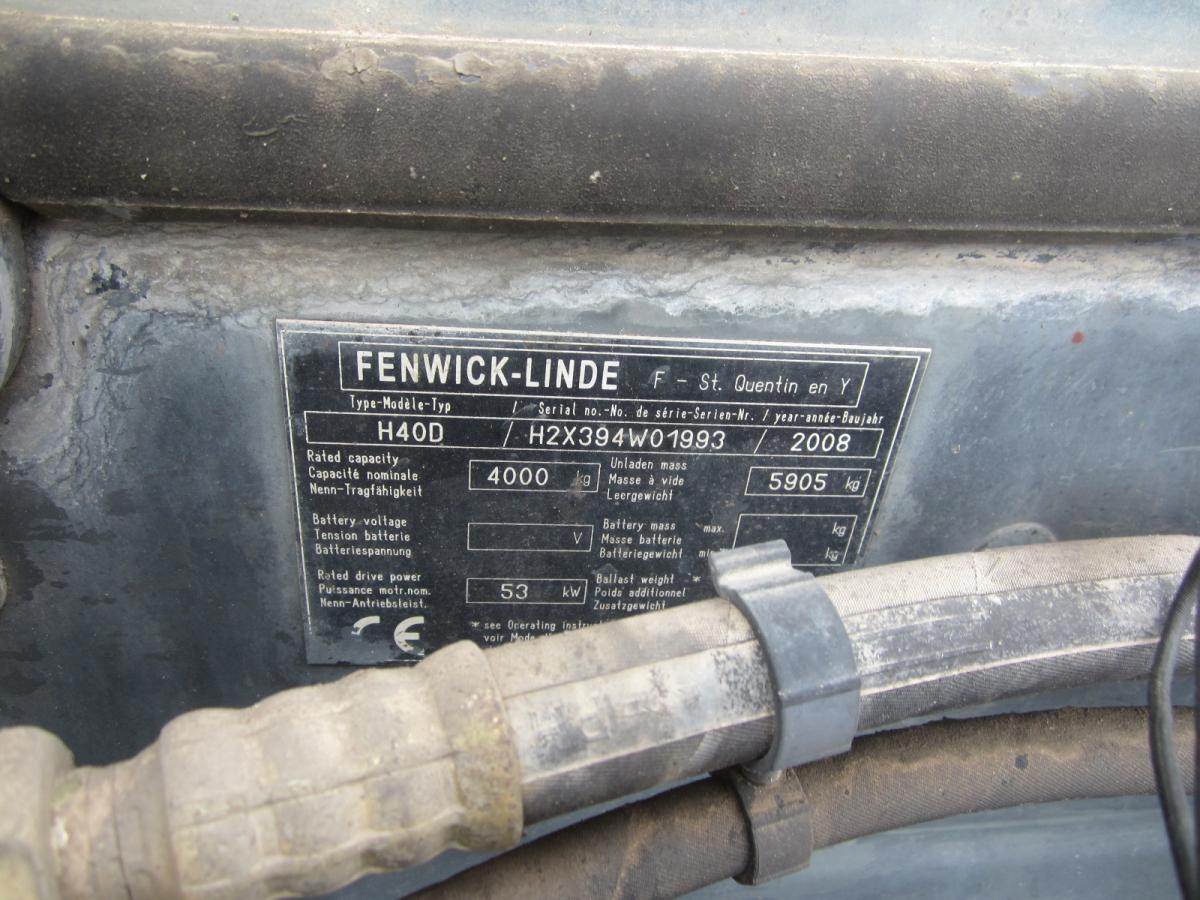 FENWICK-LINDE F - St. Quentin en Y
Type-Modèle-Typ / Serial no.-No. de série-Serien-Nr. / year-année-Baujahr
H40D / H2X394W01993 / 2008
Rated capacity
Capacité nominale
Nenn-Tragfähigkeit
4000 kg
Unladen mass
Masse à vide
Leergewicht
5905 kg
Battery voltage
Tension batterie
Batteriespannung
V
Battery mass max. kg
Masse batterie
Batteriegewicht kg
Rated drive power
Puissance motr.nom.
Nenn-Antriebsleist.
53 kW
Ballast weight *
Poids additionnel
Zusatzgewicht
CE
* see Operating
voir